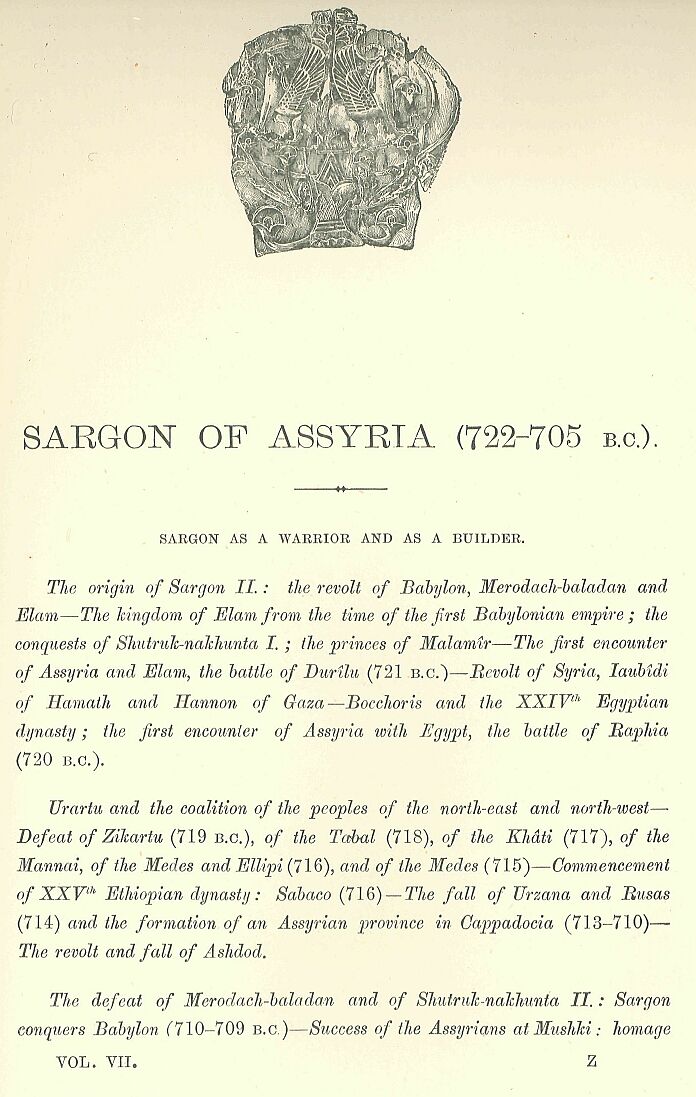 SARGON OF ASSYRIA (722–705 B.C.).
SARGON AS A WARRIOR AND AS A BUILDER.
The origin of Sargon II.: the revolt of Babylon, Merodach-baladan and
Elam—The kingdom of Elam from the time of the first Babylonian empire; the
conquests of Shutruk-nakhunta I.; the princes of Malamîr—The first encounter
of Assyria and Elam, the battle of Durîlu (721 B.C.)—Revolt of Syria, Iaubîdi
of Hamath and Hannon of Gaza—Bocchoris and the XXIVth Egyptian
dynasty; the first encounter of Assyria with Egypt, the battle of Raphia
(720 B.C.).
Urartu and the coalition of the peoples of the north-east and north-west—
Defeat of Zikartu (719 B.C.), of the Tabal (718), of the Khâti (717), of the
Mannai, of the Medes and Ellipi (716), and of the Medes (715)—Commencement
of XXVth Ethiopian dynasty: Sabaco (716)—The fall of Urzana and Rusas
(714) and the formation of an Assyrian province in Cappadocia (713–710)—
The revolt and fall of Ashdod.
The defeat of Merodach-baladan and of Shutruk-nakhunta II.: Sargon
conquers Babylon (710–709 B.C.)—Success of the Assyrians at Mushki: homage
VOL. VII. Z